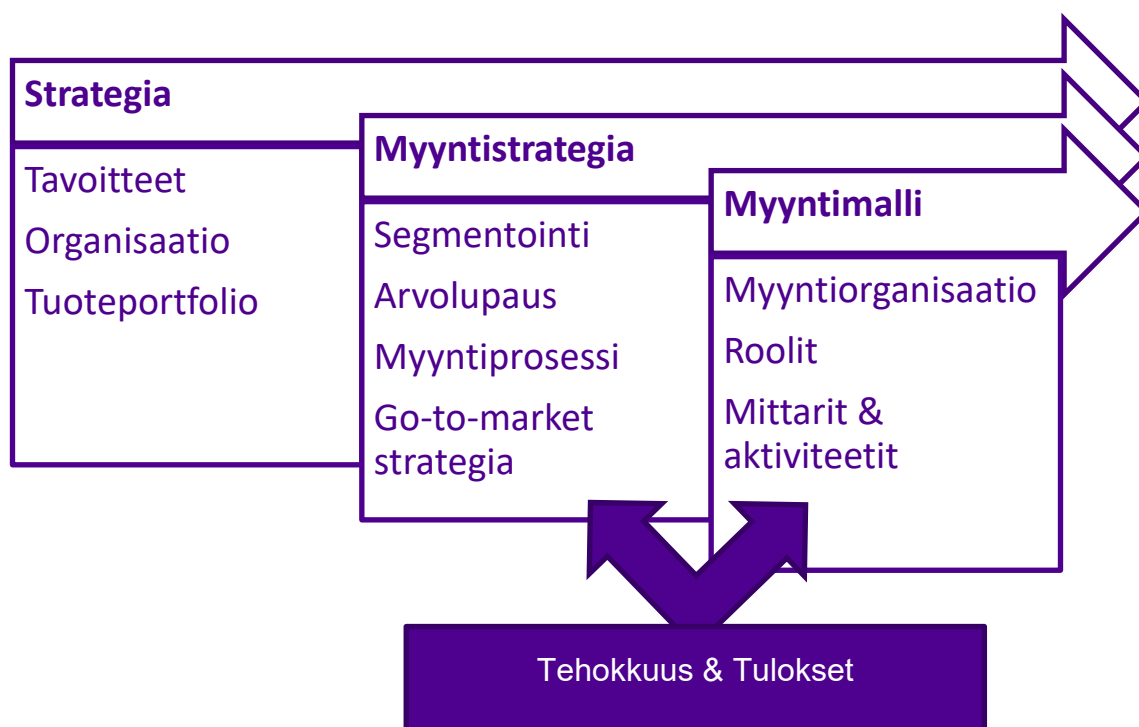 Strategia
Tavoitteet
Organisaatio
Tuoteportfolio
Myyntistrategia
Segmentointi
Arvolupaus
Myyntiprosessi
Go-to-market
strategia
Myyntimalli
Myyntiorganisaatio
Roolit
Mittarit &
aktiviteetit
Tehokkuus & Tulokset